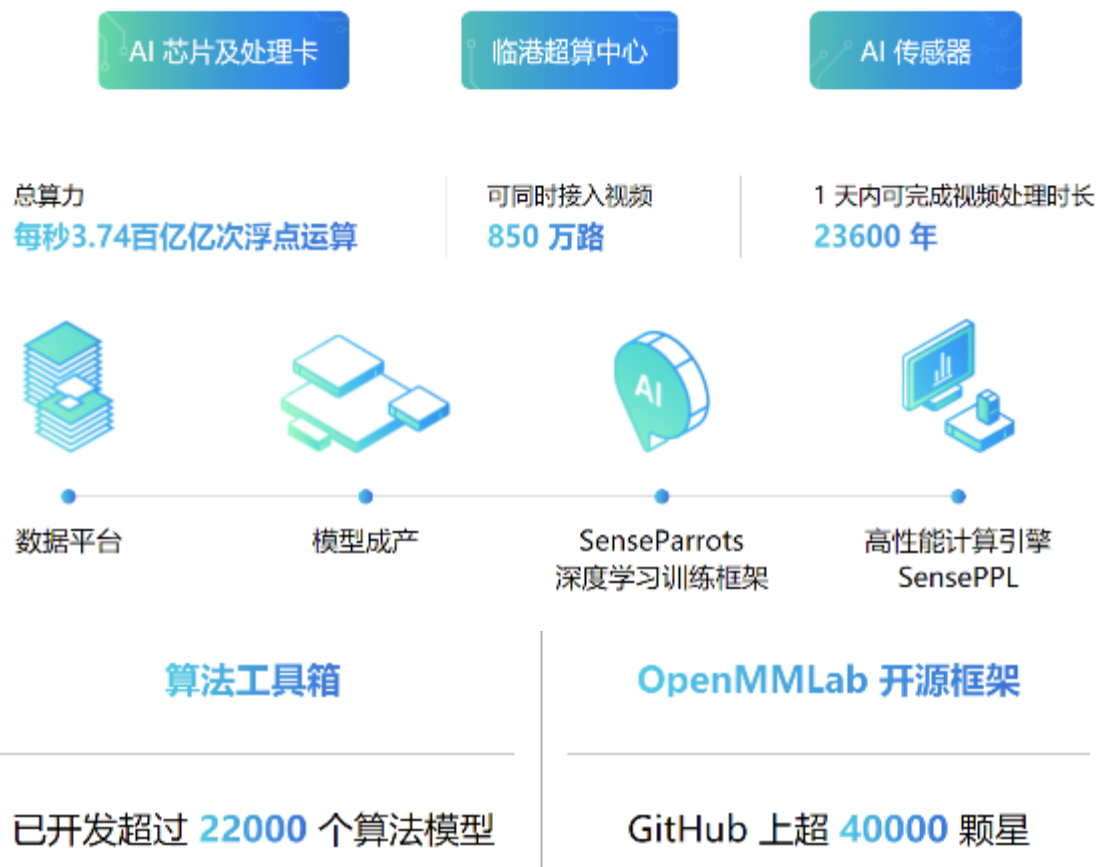 AI 芯片及处理卡
临港超算中心
AI 传感器
总算力
每秒3.74百亿亿次浮点运算
可同时接入视频
850 万路
1 天内可完成视频处理时长
23600 年
AI
数据平台
模型成产
SenseParrots
深度学习训练框架
高性能计算引擎
SensePPL
算法工具箱
OpenMMLab 开源框架
已开发超过 22000 个算法模型
GitHub 上超 40000 颗星